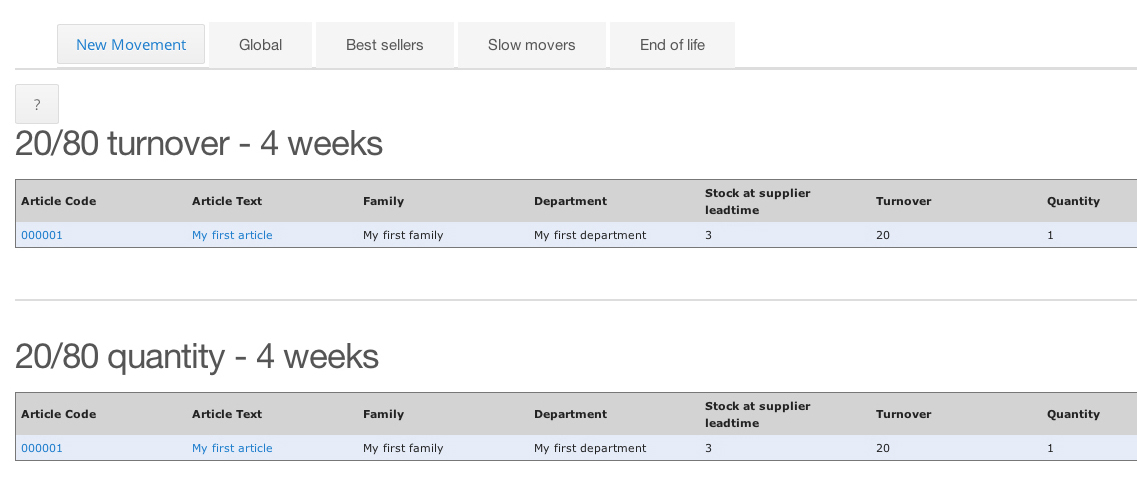 New Movement Global Best sellers Slow movers End of life
?
20/80 turnover - 4 weeks
Article Code Article Text Family Department Stock at supplier leadtime Turnover Quantity
000001 My first article My first family My first department 3 20 1
20/80 quantity - 4 weeks
Article Code Article Text Family Department Stock at supplier leadtime Turnover Quantity
000001 My first article My first family My first department 3 20 1